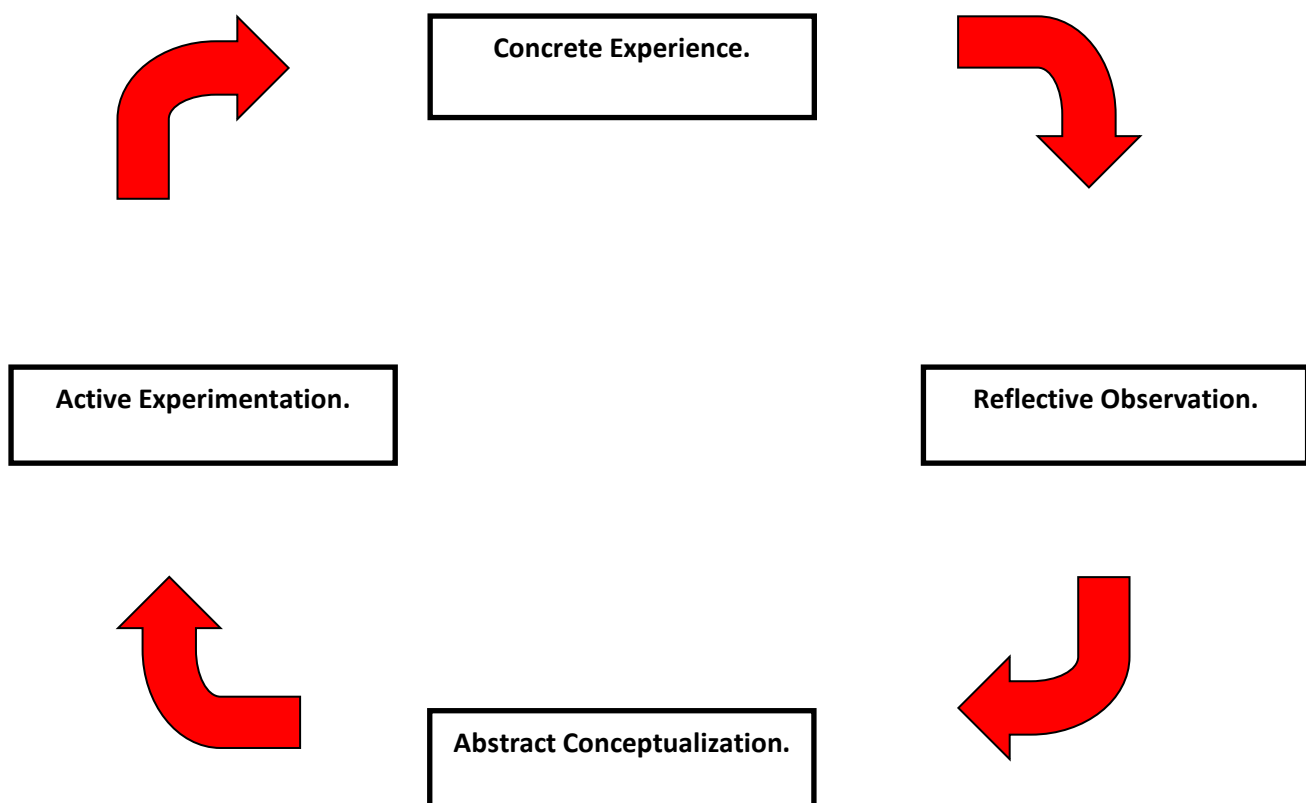 Concrete Experience.
Active Experimentation.
Reflective Observation.
Abstract Conceptualization.